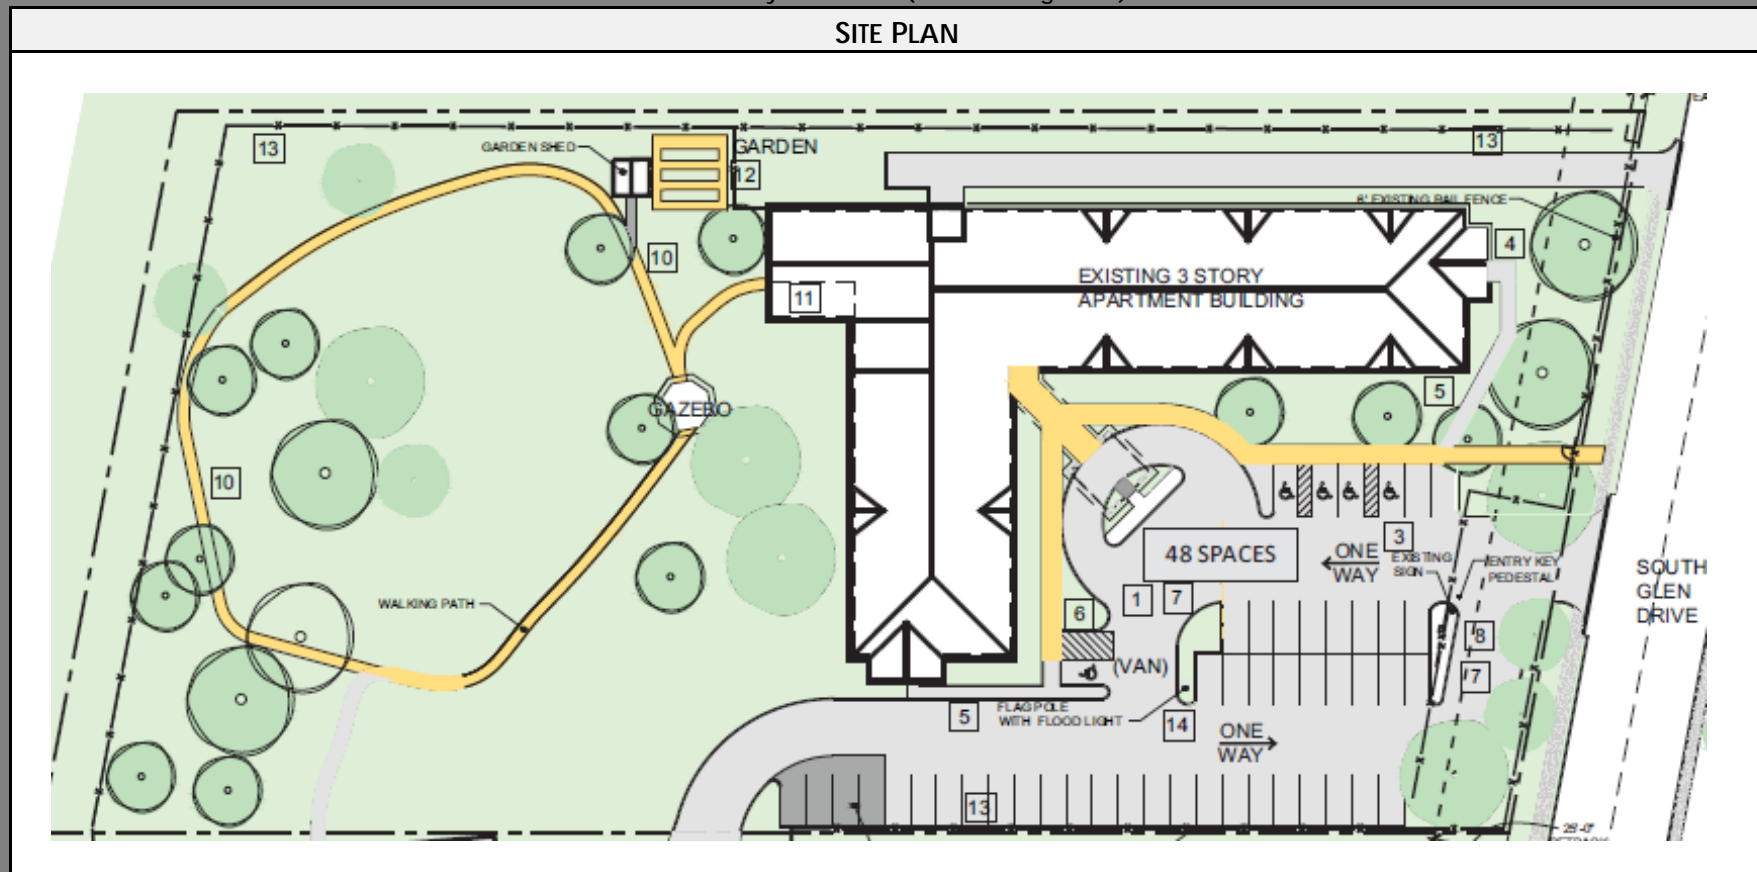 SITE PLAN
13
GARDEN SHED
GARDEN
12
13
6' EXISTING RAIL FENCE
4
10
11
EXISTING 3 STORY
APARTMENT BUILDING
5
GAZEBO
10
48 SPACES
3
ONE
WAY
EXISTING
SIGN
ENTRY KEY
PEDESTAL
SOUTH
GLEN
DRIVE
1
7
6
8
WALKING PATH
(VAN)
7
5
FLAGPOLE
WITH FLOOD LIGHT
14
ONE
WAY
13
25'-0"